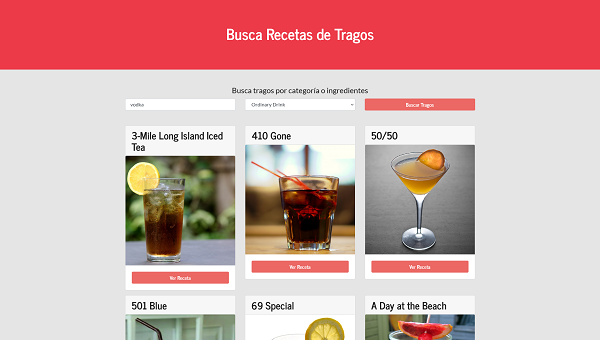 Busca Recetas de Tragos
Busca tragos por categoría o ingredientes
vodka
Ordinary Drink
Buscar Tragos
3-Mile Long Island Iced
Tea
410 Gone
50/50
Ver Receta
Ver Receta
Ver Receta
501 Blue
69 Special
A Day at the Beach